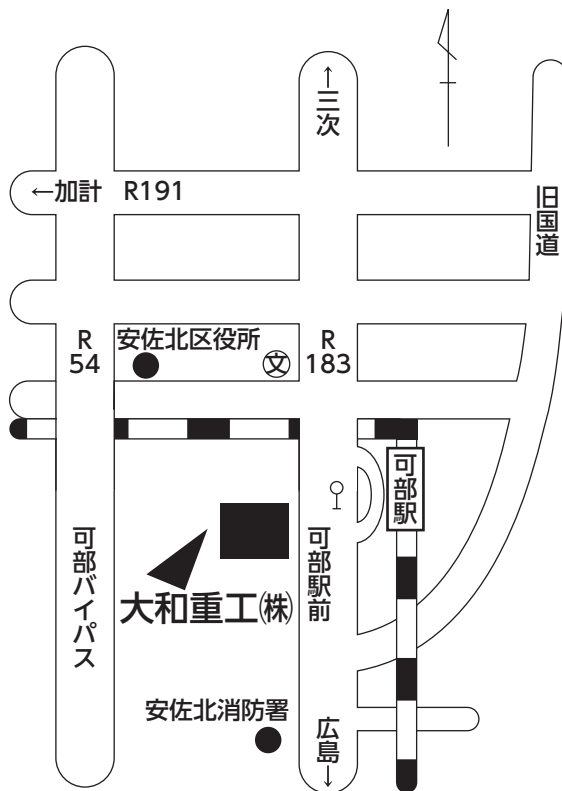 ↑三次
←加計 R191
旧国道
R
54
安佐北区役所
文
R
183
可部駅
可部バイパス
可部駅前
大和重工㈱
安佐北消防署
広島↓